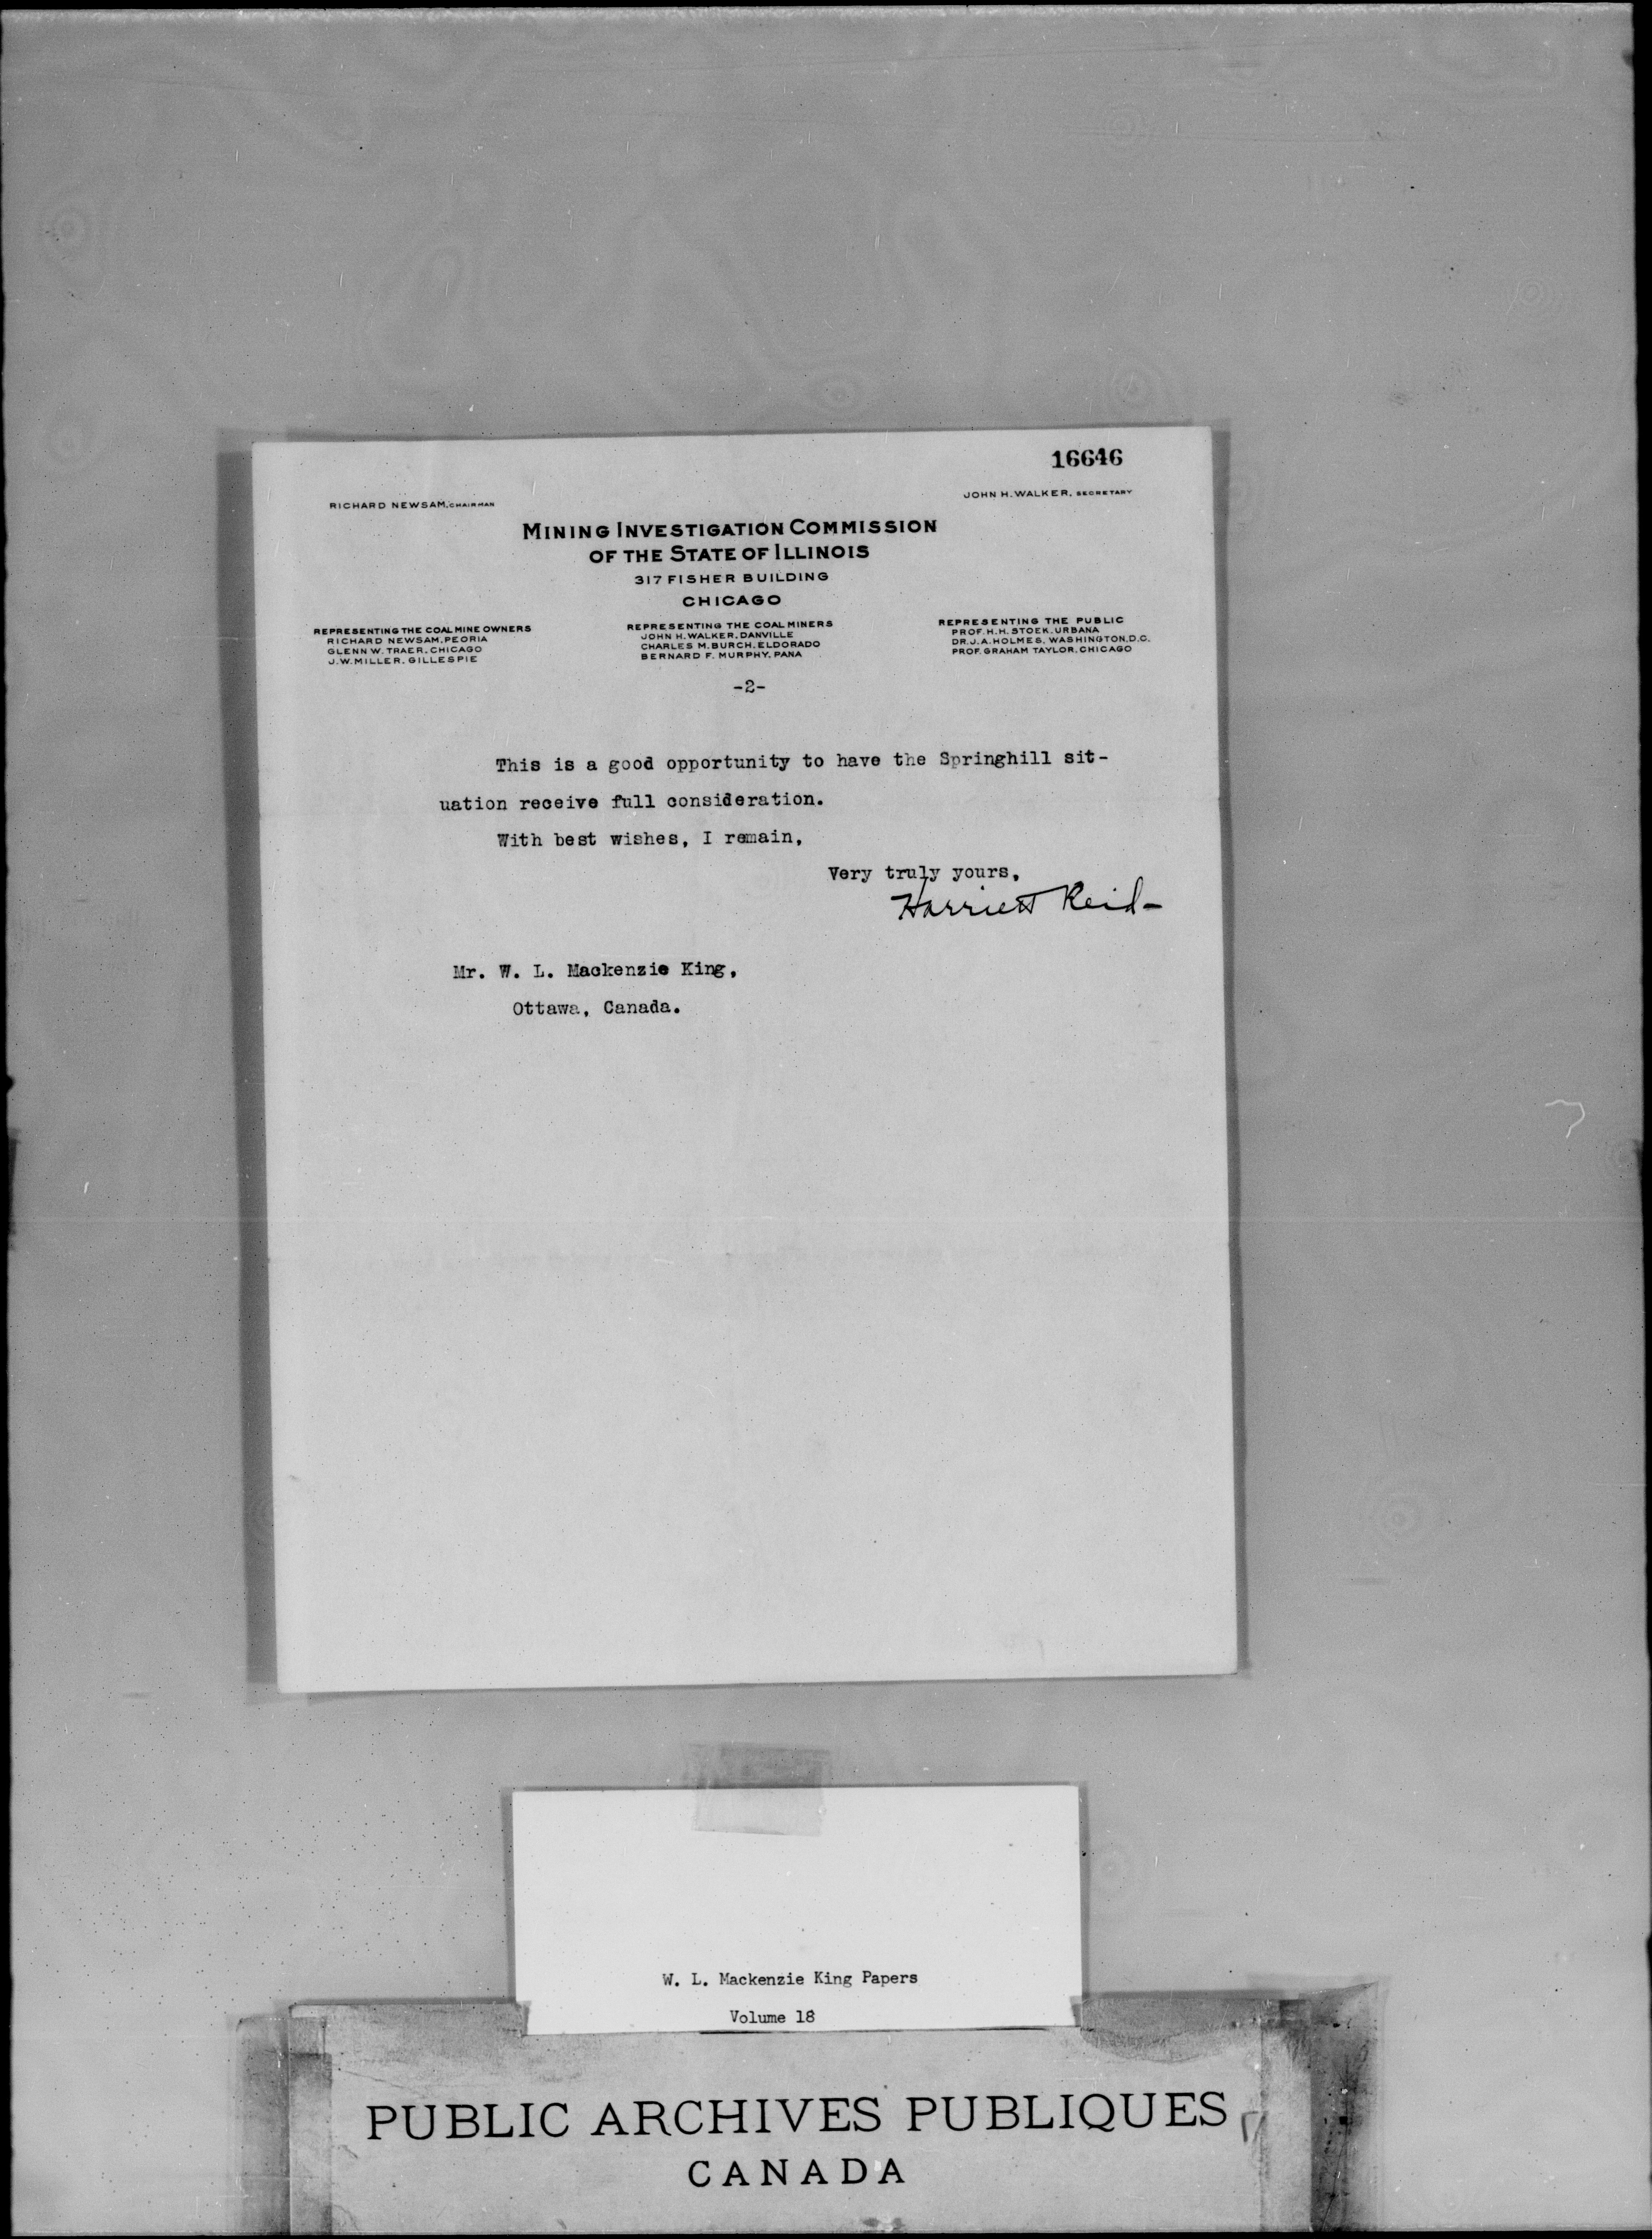 16646
RICHARD NEWSAM, CHAIRMAN
JOHN H. WALKER, SECRETARY
MINING INVESTIGATION COMMISSION
OF THE STATE OF ILLINOIS
317 FISHER BUILDING
CHICAGO
REPRESENTING THE COAL MINE OWNERS
RICHARD NEWSAM, PEORIA
GLENN W. TRAER, CHICAGO
J. W. MILLER, GILLESPIE
REPRESENTING THE COAL MINERS
JOHN H. WALKER, DANVILLE
CHARLES M. BURCH, ELDORADO
BERNARD F. MURPHY, PANA
REPRESENTING THE PUBLIC
PROF. H. H. STOEK, URBANA
DR. J. A. HOLMES, WASHINGTON, D.C.
PROF. GRAHAM TAYLOR, CHICAGO
-2-
This is a good opportunity to have the Springhill sit-
uation receive full consideration.
With best wishes, I remain,
Very truly yours,
Harriett Reid-
Mr. W. L. Mackenzie King,
Ottawa, Canada.
W. L. Mackenzie King Papers
Volume 18
PUBLIC ARCHIVES PUBLIQUES
CANADA